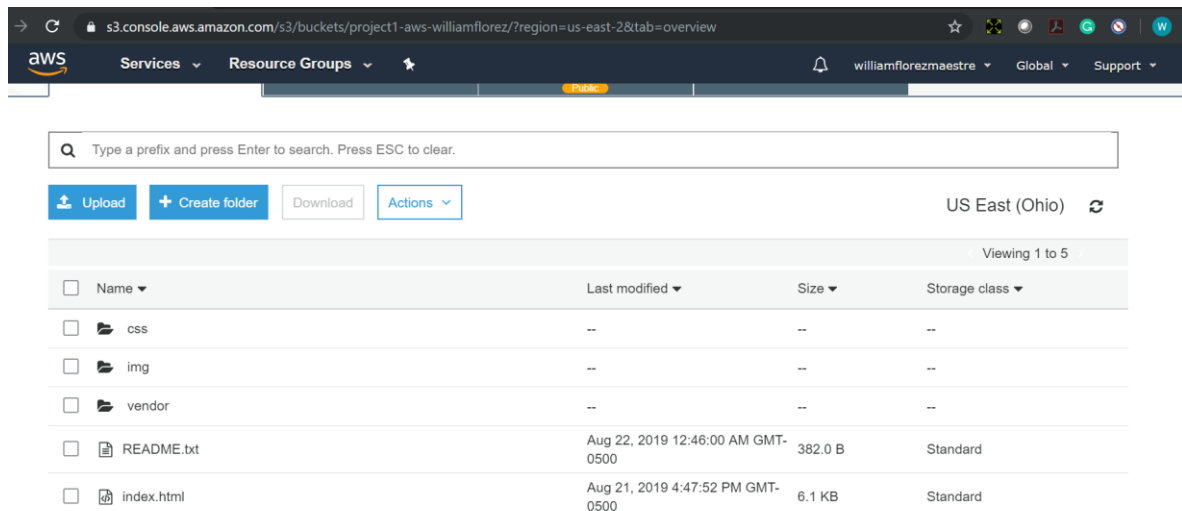 s3.console.aws.amazon.com/s3/buckets/project1-aws-williamflorez/?region=us-east-2&tab=overview
W
aws Services Resource Groups williamflorezmaestre Global Support
Public
Type a prefix and press Enter to search. Press ESC to clear.
Upload + Create folder Download Actions US East (Ohio)
Viewing 1 to 5
Name Last modified Size Storage class
css -- -- --
img -- -- --
vendor -- -- --
README.txt Aug 22, 2019 12:46:00 AM GMT- 382.0 B Standard
0500
index.html Aug 21, 2019 4:47:52 PM GMT- 6.1 KB Standard
0500